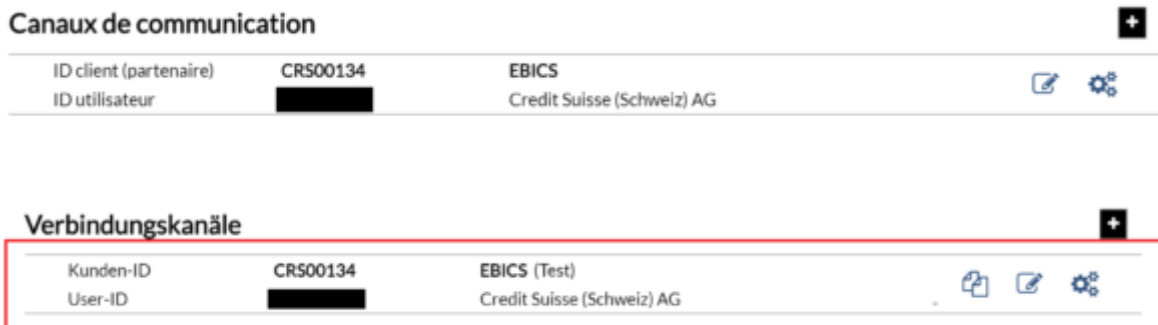 Canaux de communication
ID client (partenaire) CRS00134 EBICS
ID utilisateur Credit Suisse (Schweiz) AG
Verbindungskanäle
Kunden-ID CRS00134 EBICS (Test)
User-ID Credit Suisse (Schweiz) AG